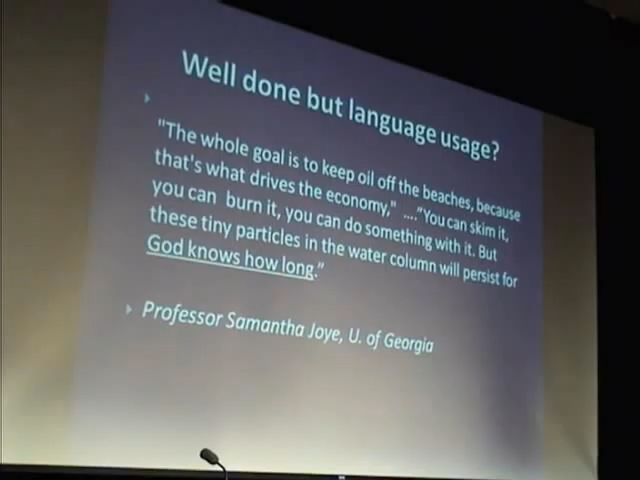 Well done but language usage?
"The whole goal is to keep oil off the beaches, because
that's what drives the economy," ...."You can skim it,
you can burn it, you can do something with it. But
these tiny particles in the water column will persist for
God knows how long."
Professor Samantha Joye, U. of Georgia